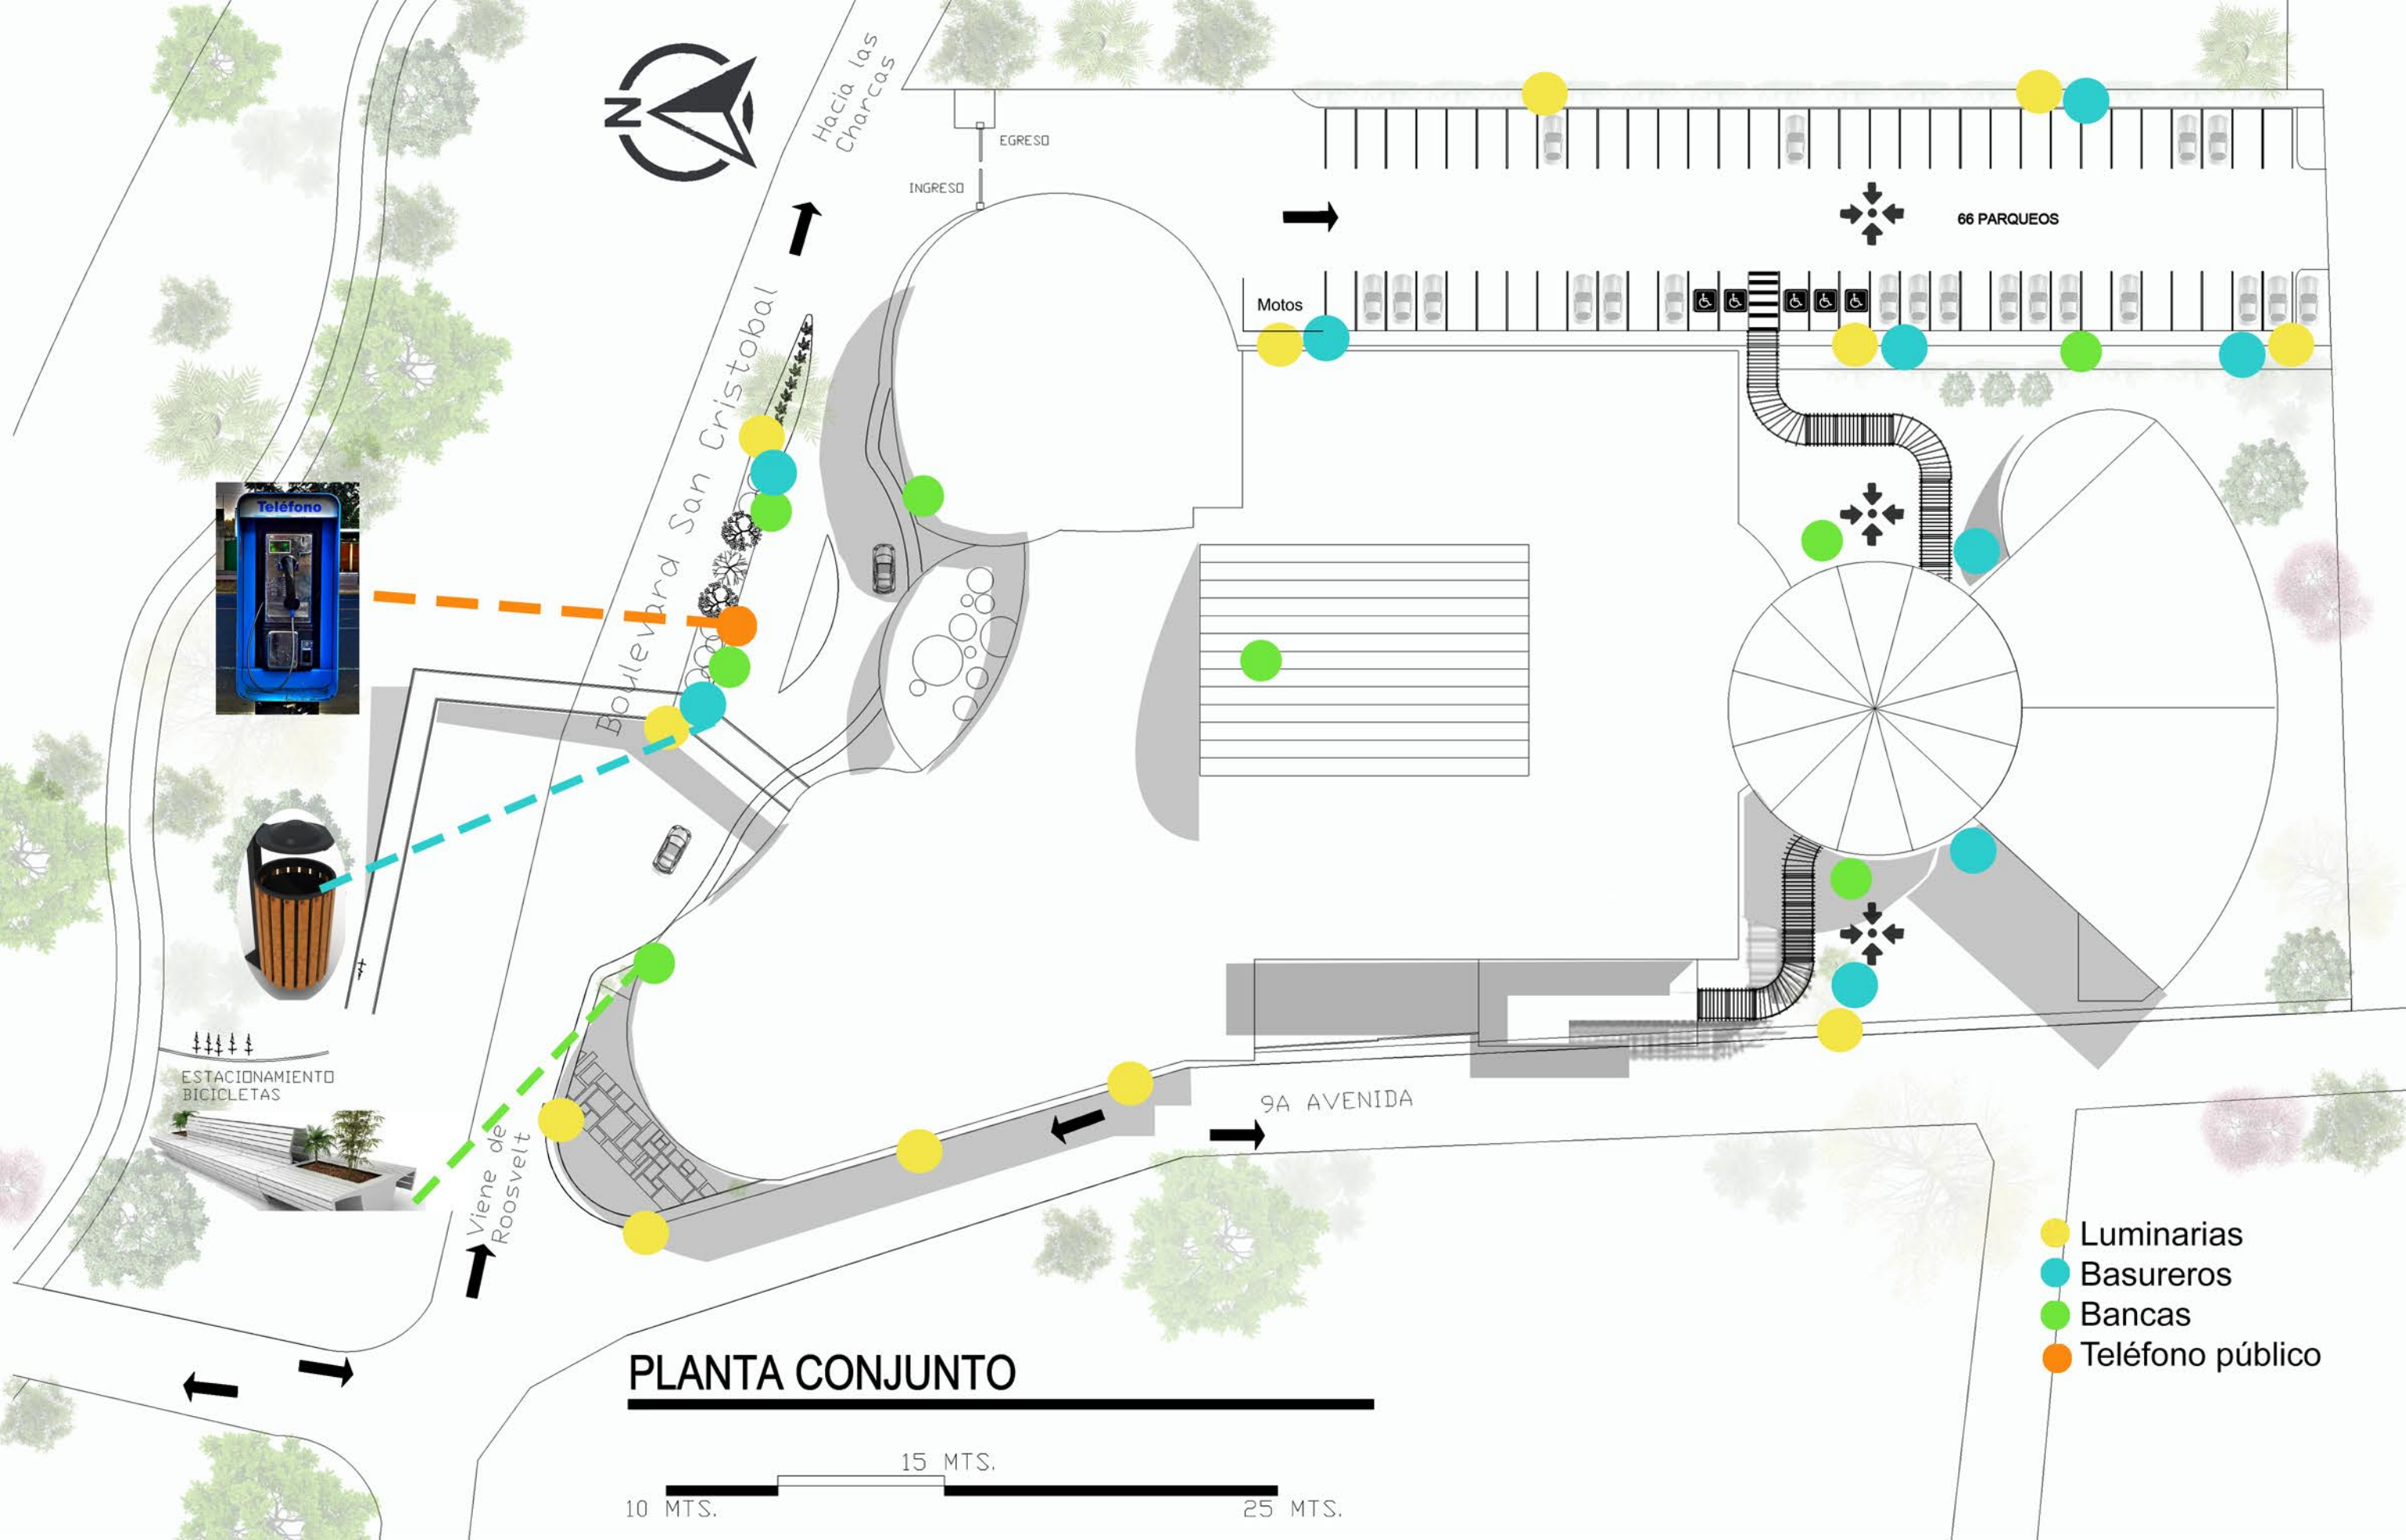 Hacia las
Charcas
N
EGRESO
INGRESO
66 PARQUEOS
Motos
Boulevard San Cristobal
Teléfono
ESTACIONAMIENTO
BICICLETAS
Viene de
Roosvelt
9A AVENIDA
Luminarias
Basureros
Bancas
Teléfono público
PLANTA CONJUNTO
15 MTS.
10 MTS.
25 MTS.